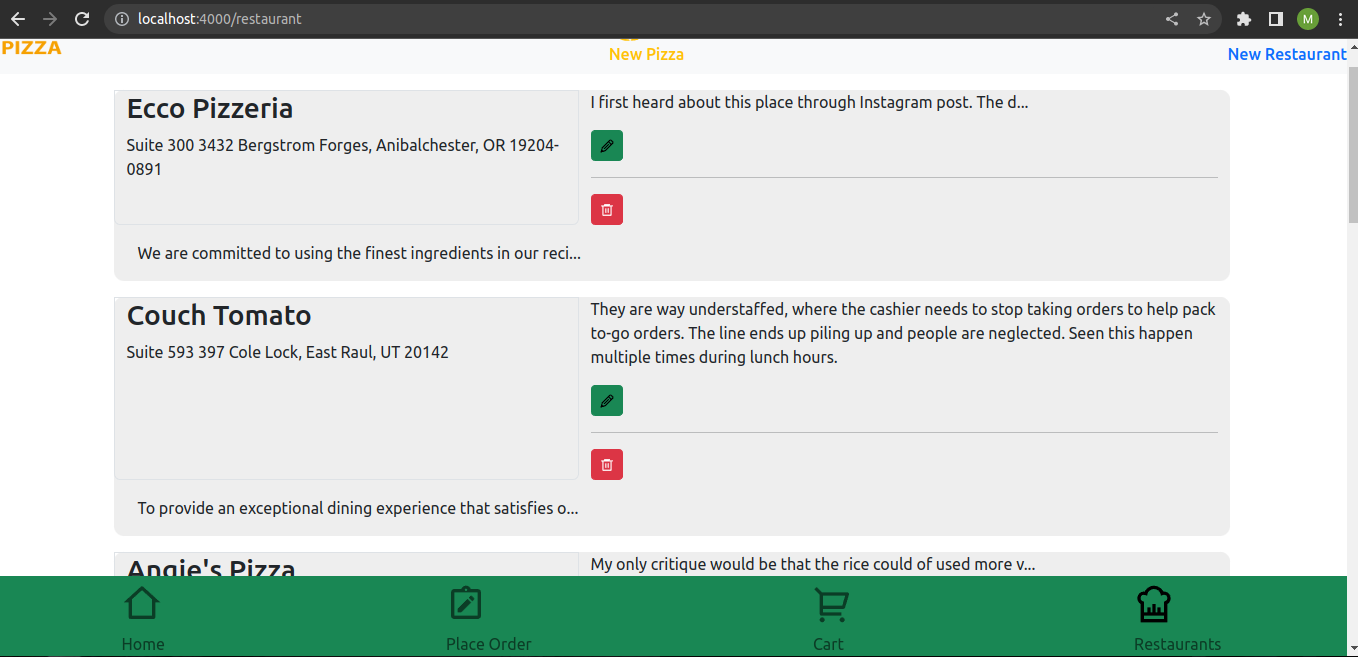 localhost:4000/restaurant
M
PIZZA
New Pizza
New Restaurant
Ecco Pizzeria
Suite 300 3432 Bergstrom Forges, Anibalchester, OR 19204-
0891
I first heard about this place through Instagram post. The d...
We are committed to using the finest ingredients in our reci...
Couch Tomato
Suite 593 397 Cole Lock, East Raul, UT 20142
They are way understaffed, where the cashier needs to stop taking orders to help pack
to-go orders. The line ends up piling up and people are neglected. Seen this happen
multiple times during lunch hours.
To provide an exceptional dining experience that satisfies o...
Angie's Pizza
My only critique would be that the rice could of used more v...
Home
Place Order
Cart
Restaurants